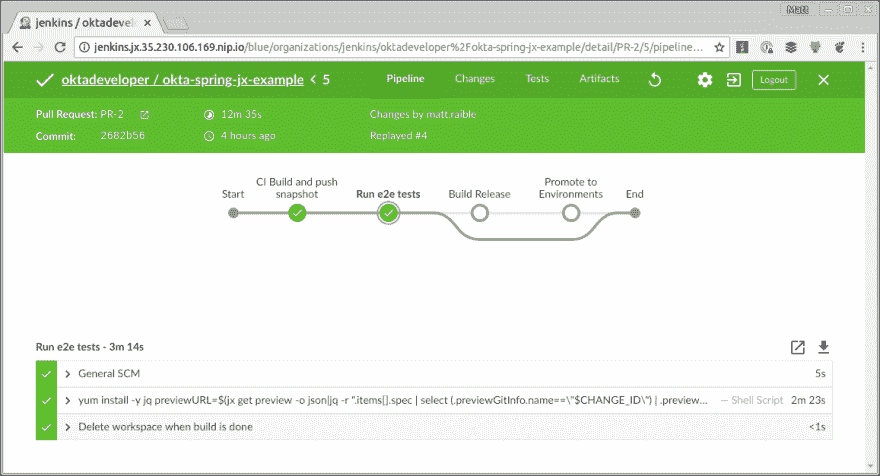 jenkins / oktadevel
Matt
jenkins.jx.35.230.106.169.nip.io/blue/organizations/jenkins/oktadeveloper%2Fokta-spring-jx-example/detail/PR-2/5/pipeline...
oktadeveloper / okta-spring-jx-example < 5
Pipeline Changes Tests Artifacts Logout
Pull Request: PR-2 12m 35s Changes by matt.raible
Commit: 2682b56 4 hours ago Replayed #4
Start
CI Build and push
snapshot
Run e2e tests
Build Release
Promote to
Environments
End
Run e2e tests - 3m 14s
General SCM 5s
yum install -y jq previewURL=$(jx get preview -o json|jq -r ".items[].spec | select (.previewGitInfo.name==\"$CHANGE_ID\") | .preview... — Shell Script 2m 23s
Delete workspace when build is done <1s